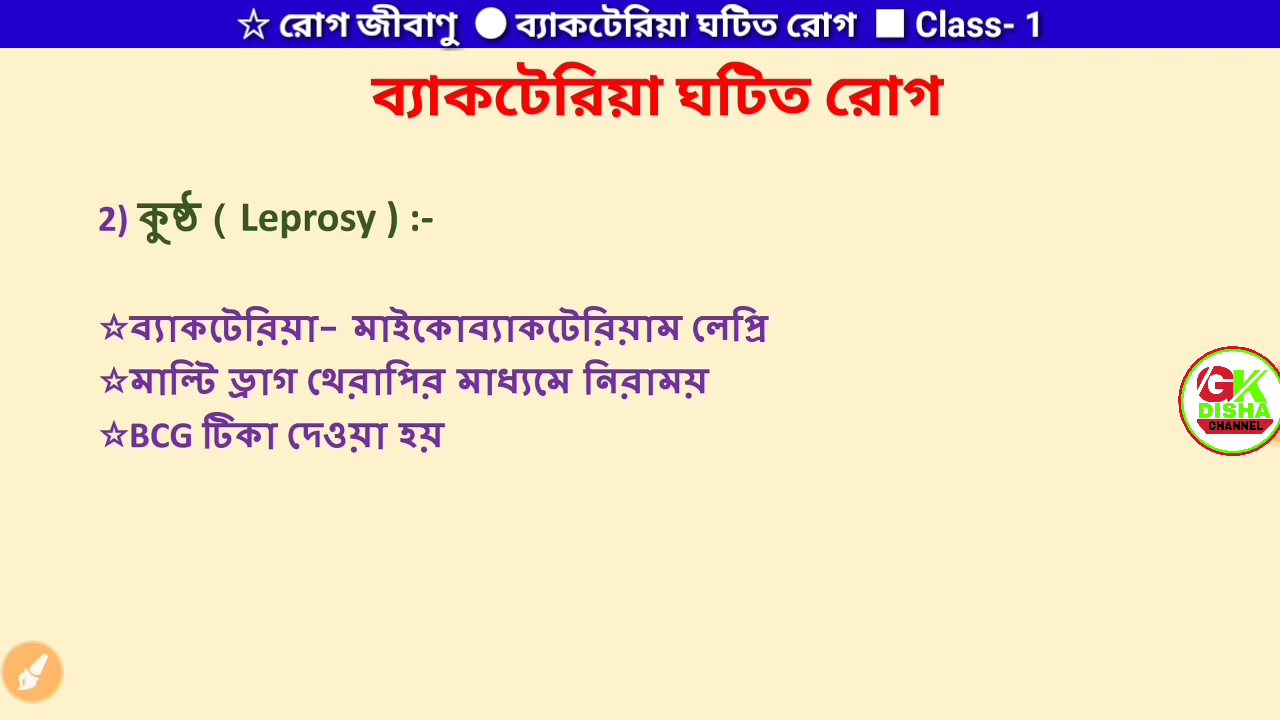 ☆ রোগ জীবাণু ● ব্যাকটেরিয়া ঘটিত রোগ ■ Class- 1
ব্যাকটেরিয়া ঘটিত রোগ
2) কুষ্ঠ ( Leprosy ) :-
☆ব্যাকটেরিয়া– মাইকোব্যাকটেরিয়াম লেপ্রি
☆মাল্টি ড্রাগ থেরাপির মাধ্যমে নিরাময়
GK
DISHA
CHANNEL
☆BCG টিকা দেওয়া হয়